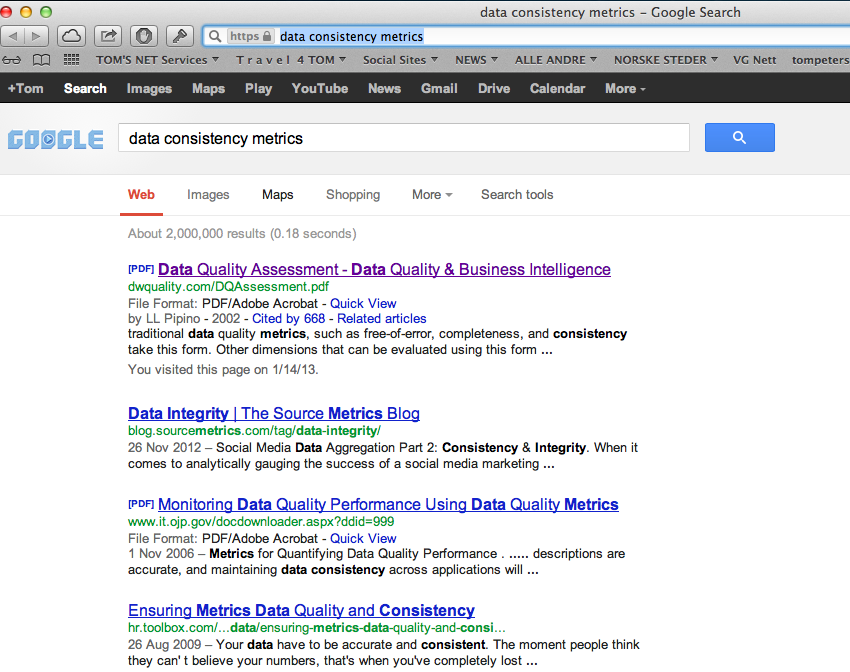 data consistency metrics – Google Search
https data consistency metrics
TOM'S NET Services T r a v e l 4 TOM Social Sites NEWS ALLE ANDRE NORSKE STEDER VG Nett tompeters
+Tom Search Images Maps Play YouTube News Gmail Drive Calendar More
GOOGLE data consistency metrics
Web Images Maps Shopping More Search tools
About 2,000,000 results (0.18 seconds)
[PDF] Data Quality Assessment - Data Quality & Business Intelligence
dwquality.com/DQAssessment.pdf
File Format: PDF/Adobe Acrobat - Quick View
by LL Pipino - 2002 - Cited by 668 - Related articles
traditional data quality metrics, such as free-of-error, completeness, and consistency
take this form. Other dimensions that can be evaluated using this form ...
You visited this page on 1/14/13.
Data Integrity | The Source Metrics Blog
blog.sourcemetrics.com/tag/data-integrity/
26 Nov 2012 – Social Media Data Aggregation Part 2: Consistency & Integrity. When it
comes to analytically gauging the success of a social media marketing ...
[PDF] Monitoring Data Quality Performance Using Data Quality Metrics
www.it.ojp.gov/docdownloader.aspx?ddid=999
File Format: PDF/Adobe Acrobat - Quick View
1 Nov 2006 – Metrics for Quantifying Data Quality Performance . ..... descriptions are
accurate, and maintaining data consistency across applications will ...
Ensuring Metrics Data Quality and Consistency
hr.toolbox.com/...data/ensuring-metrics-data-quality-and-consi...
26 Aug 2009 – Your data have to be accurate and consistent. The moment people think
they can' t believe your numbers, that's when you've completely lost ...